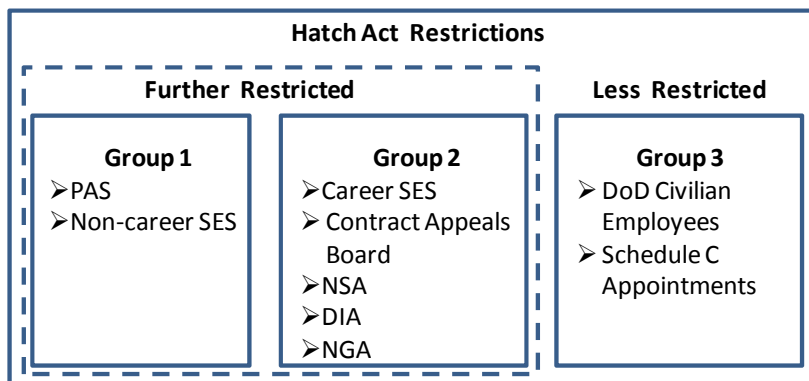 Hatch Act Restrictions
Further Restricted
Less Restricted
Group 1
➢PAS
➢Non-career SES
Group 2
➢Career SES
➢ Contract Appeals
Board
➢NSA
➢DIA
➢NGA
Group 3
➢ DoD Civilian
Employees
➢ Schedule C
Appointments